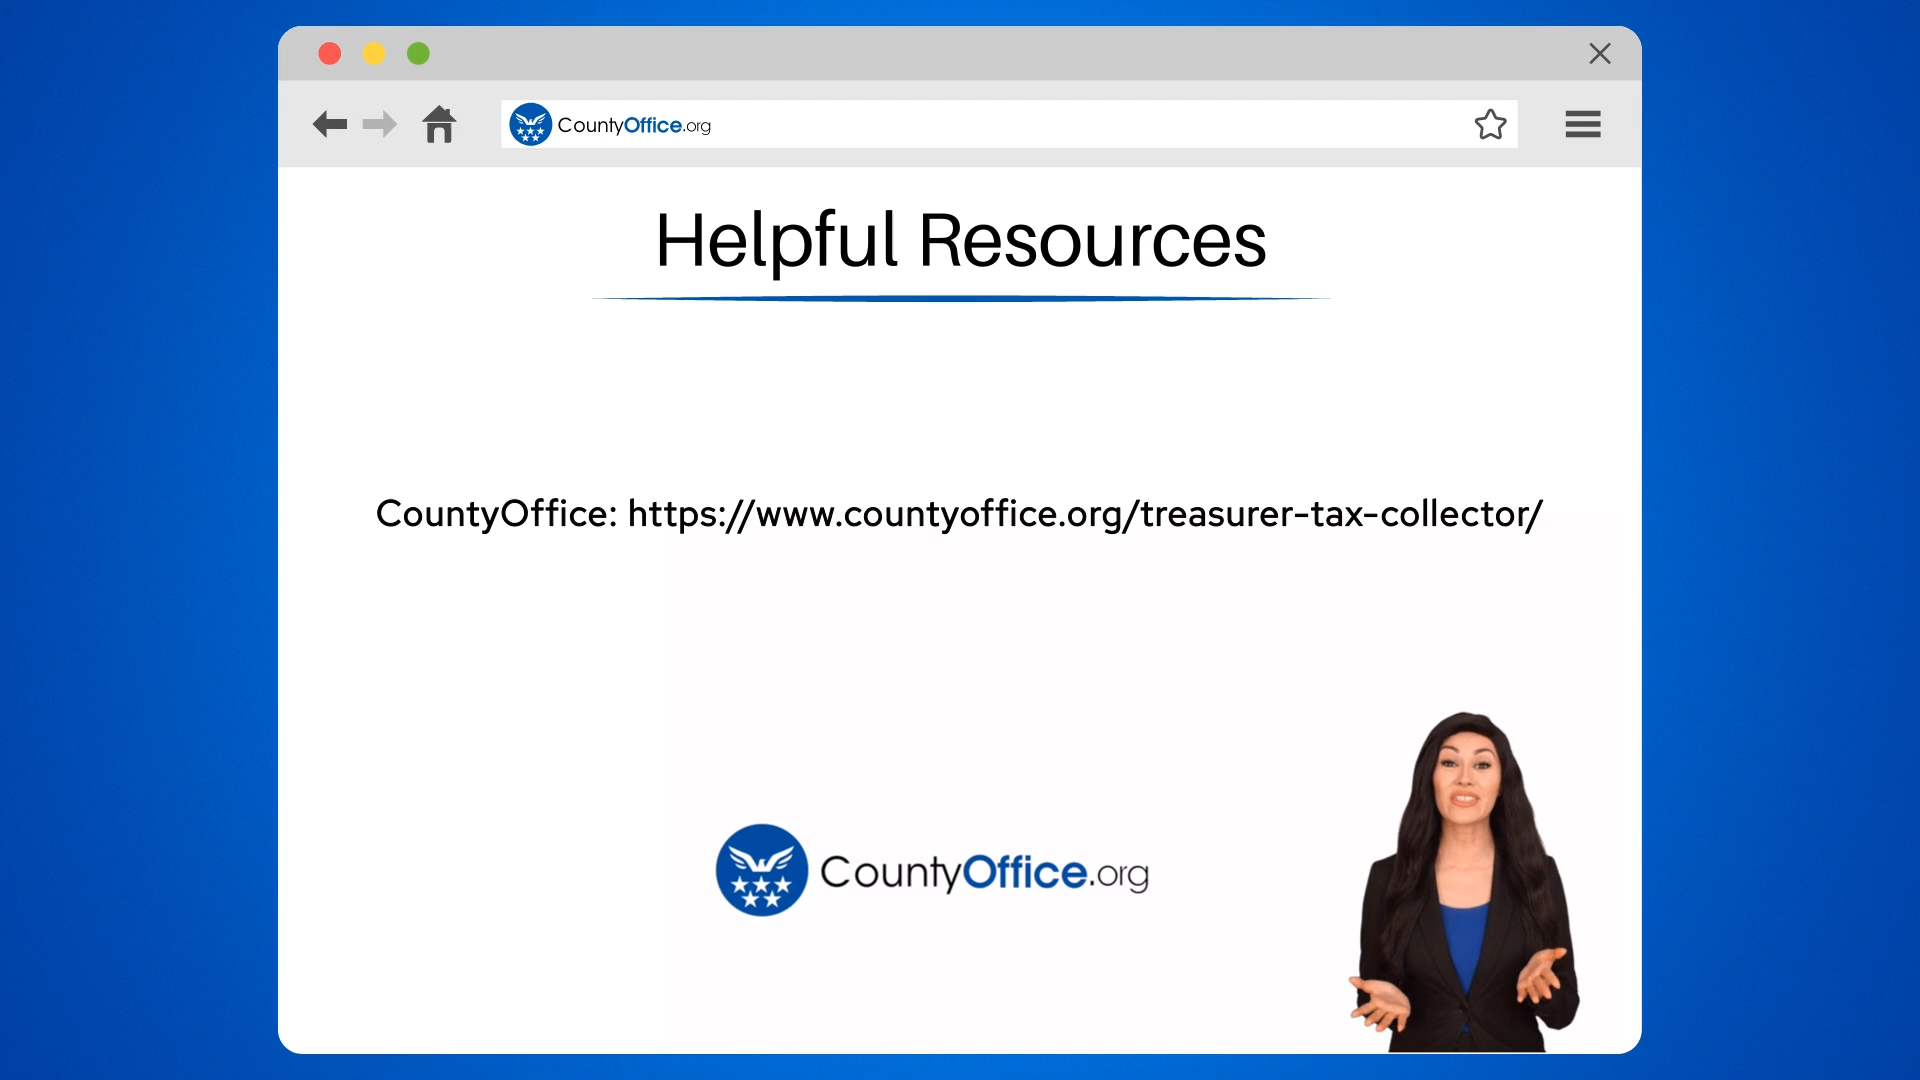 CountyOffice.org
Helpful Resources
CountyOffice: https://www.countyoffice.org/treasurer-tax-collector/
CountyOffice.org